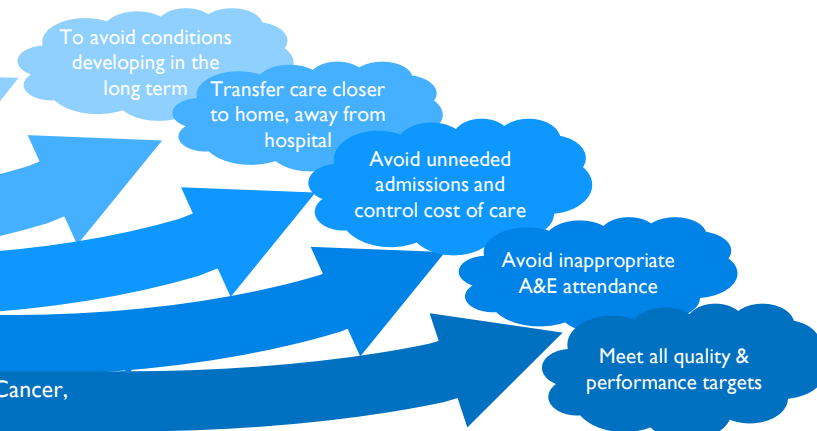 To avoid conditions
developing in the
long term
Transfer care closer
to home, away from
hospital
Avoid unneeded
admissions and
control cost of care
Avoid inappropriate
A&E attendance
Meet all quality &
performance targets
Cancer,